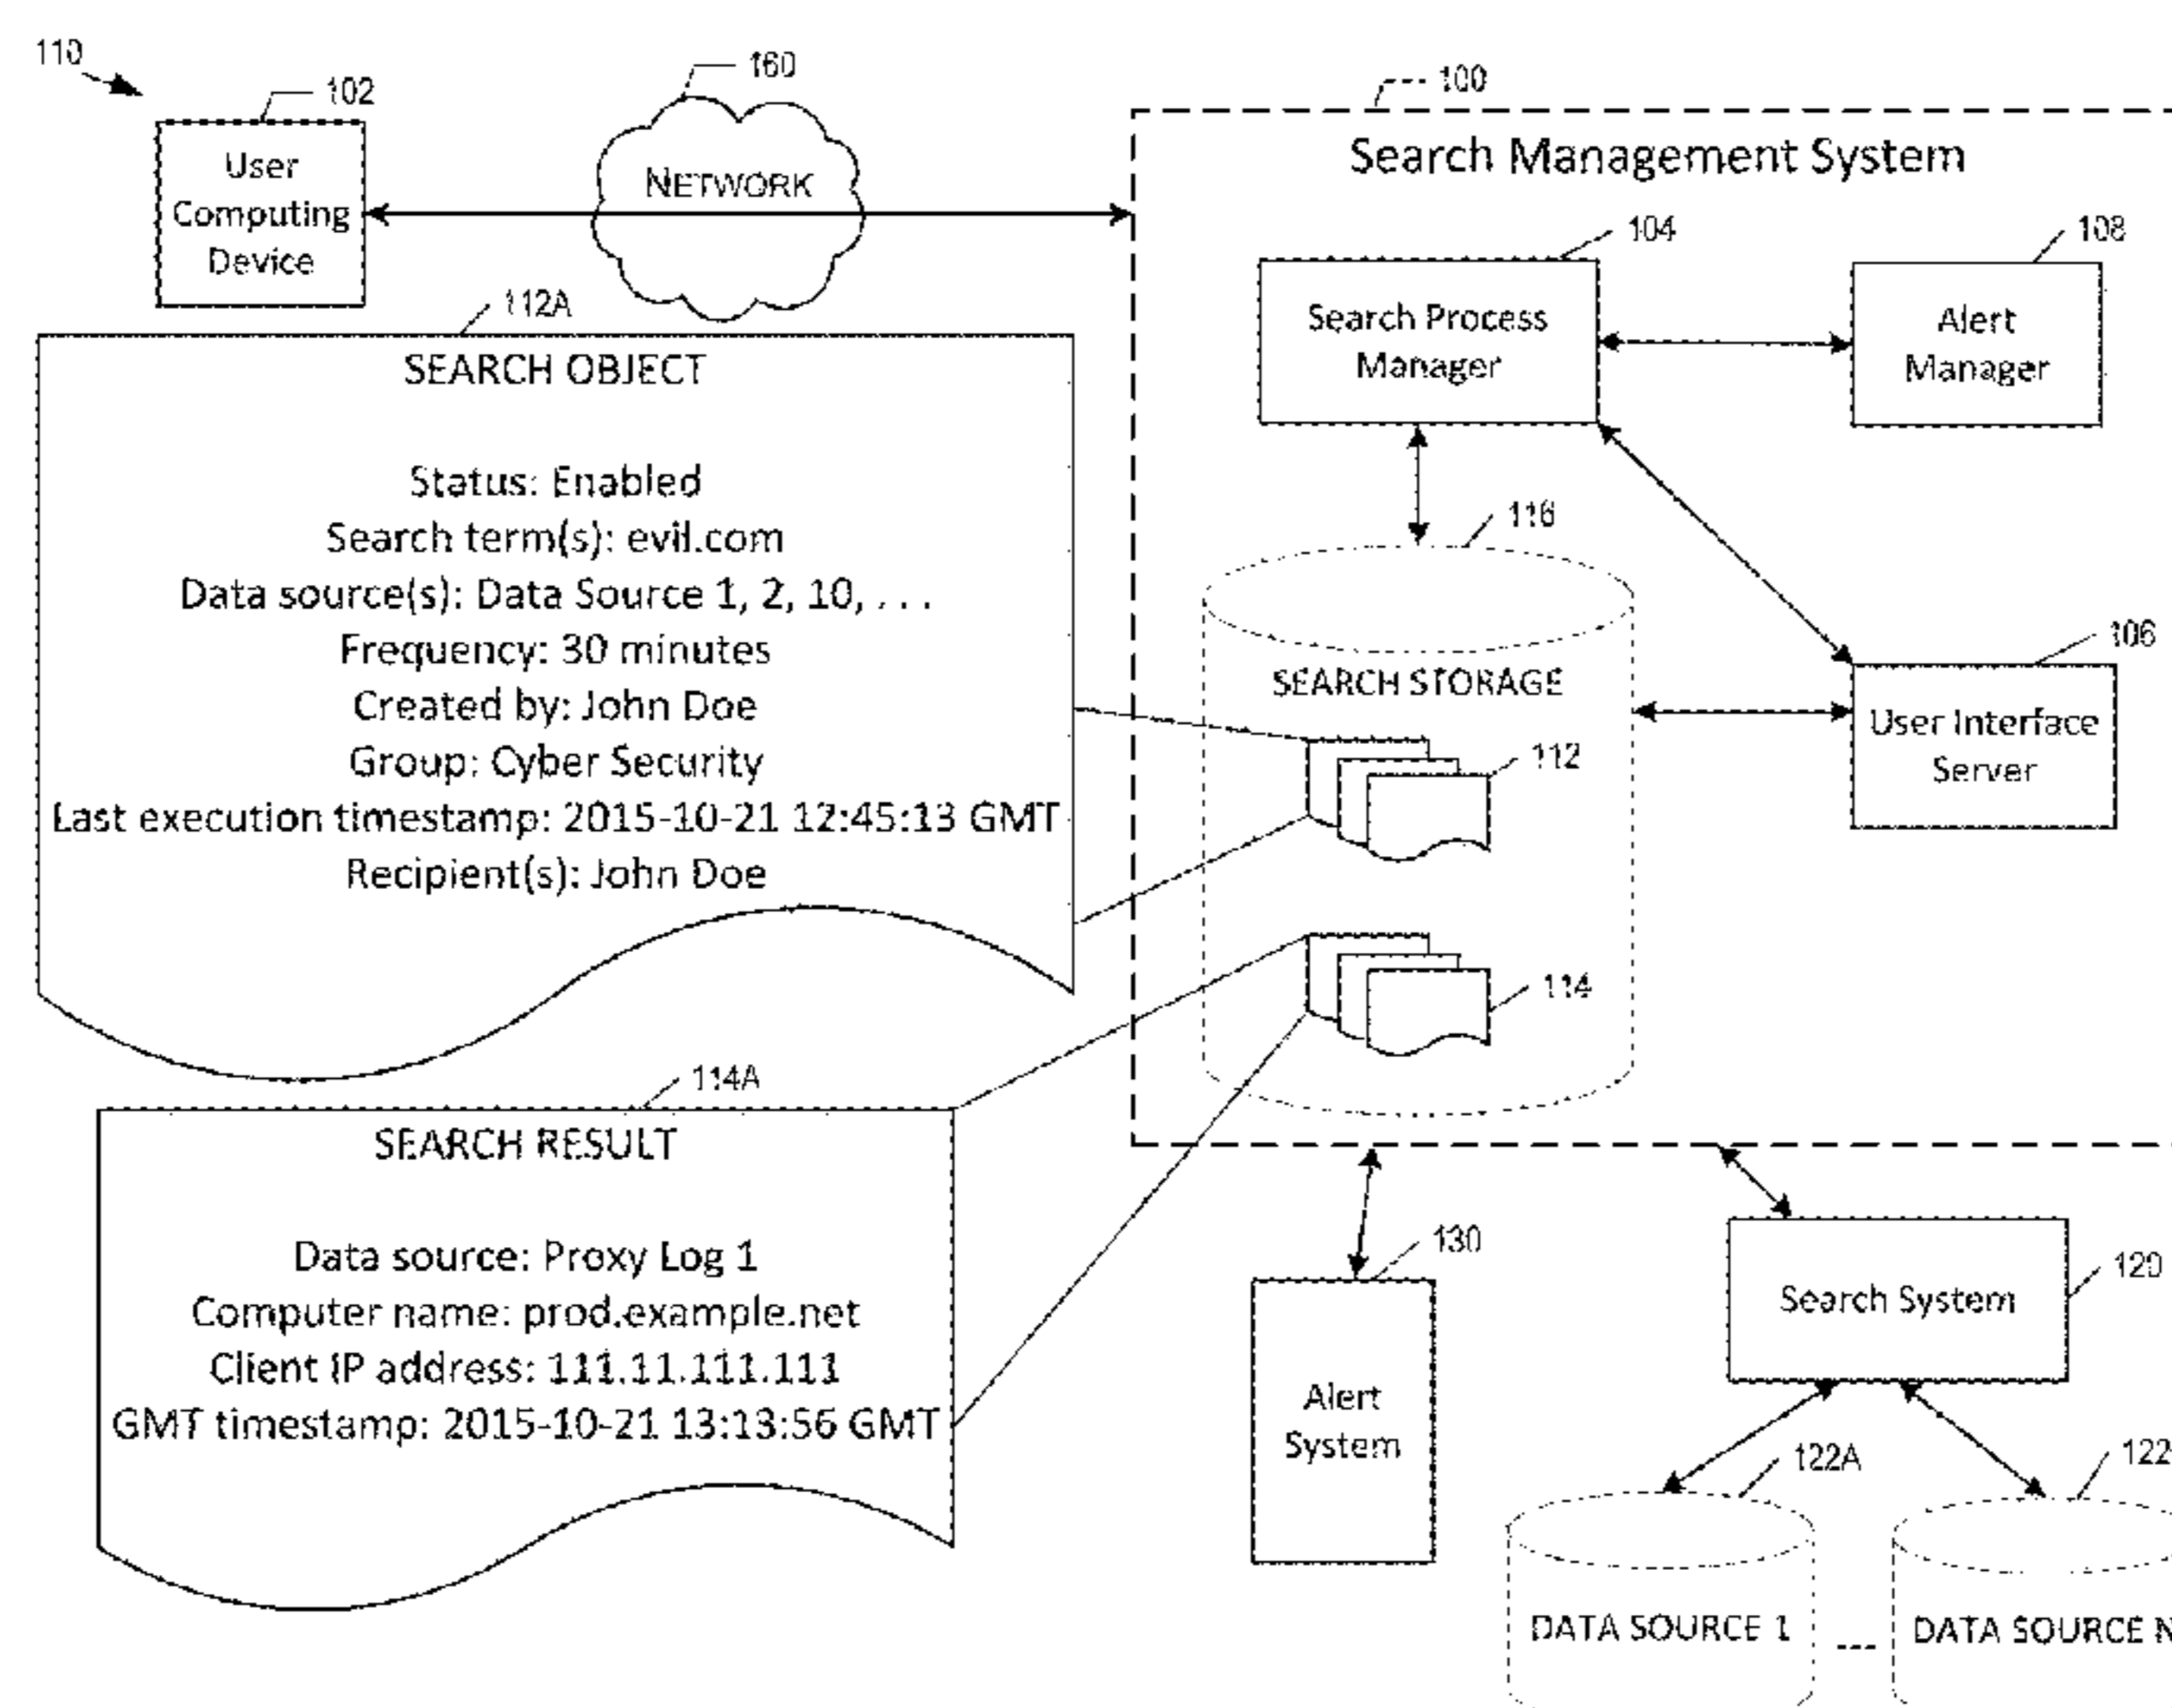 110
102
160
100
User
Computing
Device
NETWORK
Search Management System
104
108
Search Process
Manager
Alert
Manager
112A
SEARCH OBJECT
Status: Enabled
Search term(s): evil.com
Data source(s): Data Source 1, 2, 10, . . .
Frequency: 30 minutes
Created by: John Doe
Group: Cyber Security
Last execution timestamp: 2015-10-21 12:45:13 GMT
Recipient(s): John Doe
116
SEARCH STORAGE
106
User Interface
Server
112
114
114A
SEARCH RESULT
Data source: Proxy Log 1
Computer name: prod.example.net
Client IP address: 111.11.111.111
GMT timestamp: 2015-10-21 13:13:56 GMT
130
Alert
System
120
Search System
122A
122
DATA SOURCE 1
...
DATA SOURCE N